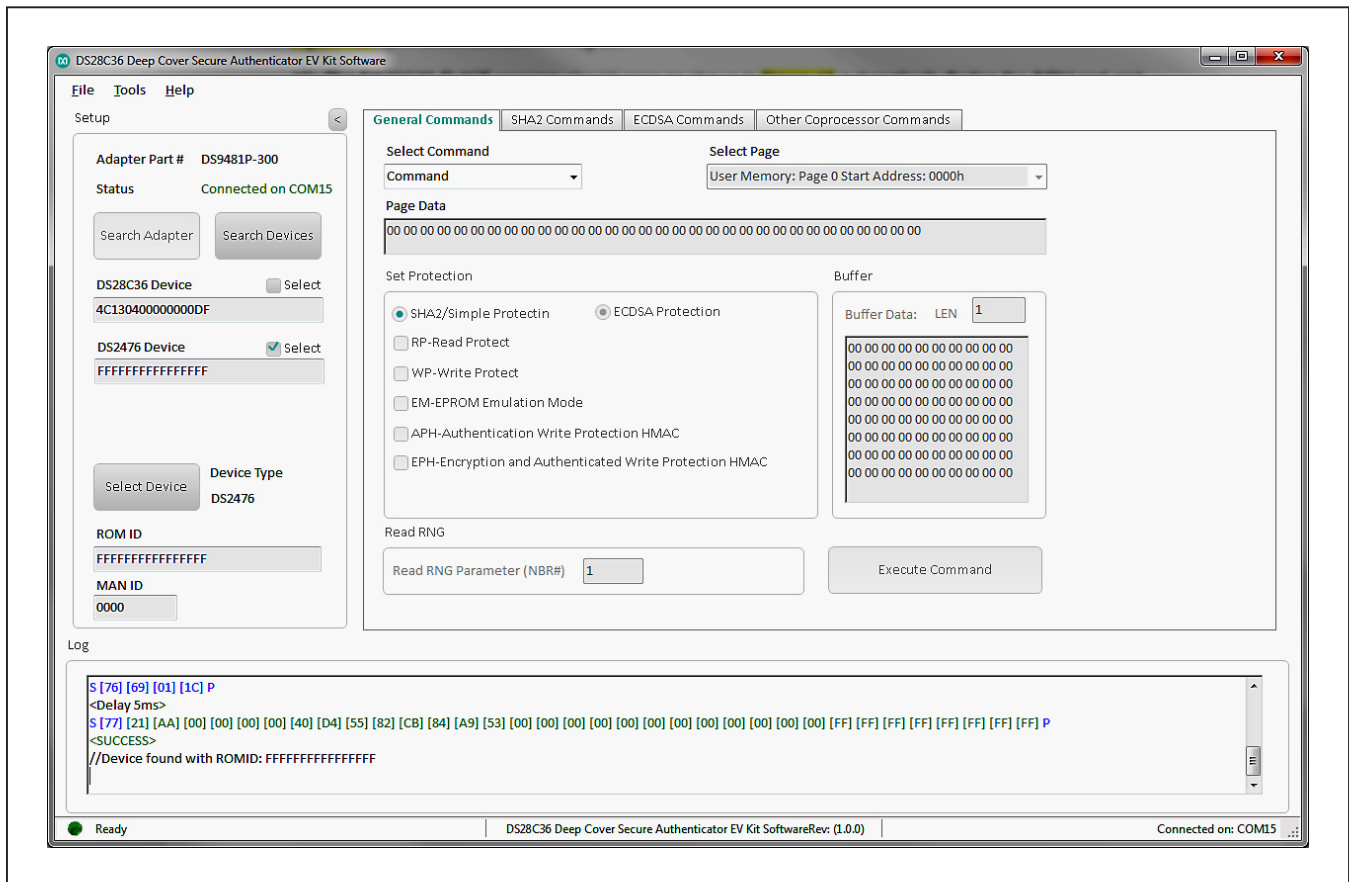 DS28C36 Deep Cover Secure Authenticator EV Kit Software
File Tools Help
Setup
<
Adapter Part # DS9481P-300
Status Connected on COM15
Search Adapter Search Devices
DS28C36 Device Select
4C130400000000DF
DS2476 Device Select
FFFFFFFFFFFFFFFF
Select Device
Device Type
DS2476
ROM ID
FFFFFFFFFFFFFFFF
MAN ID
0000
General Commands SHA2 Commands ECDSA Commands Other Coprocessor Commands
Select Command Select Page
Command User Memory: Page 0 Start Address: 0000h
Page Data
00 00 00 00 00 00 00 00 00 00 00 00 00 00 00 00 00 00 00 00 00 00 00 00 00 00 00 00 00 00 00 00
Set Protection
SHA2/Simple Protectin ECDSA Protection
RP-Read Protect
WP-Write Protect
EM-EPROM Emulation Mode
APH-Authentication Write Protection HMAC
EPH-Encryption and Authenticated Write Protection HMAC
Buffer
Buffer Data: LEN 1
00 00 00 00 00 00 00 00 00 00
00 00 00 00 00 00 00 00 00 00
00 00 00 00 00 00 00 00 00 00
00 00 00 00 00 00 00 00 00 00
00 00 00 00 00 00 00 00 00 00
00 00 00 00 00 00 00 00 00 00
00 00 00 00 00 00 00 00 00 00
00 00 00 00 00 00 00 00 00 00
Read RNG
Read RNG Parameter (NBR#) 1
Execute Command
Log
S [76] [69] [01] [1C] P
<Delay 5ms>
S [77] [21] [AA] [00] [00] [00] [00] [40] [D4] [55] [82] [CB] [84] [A9] [53] [00] [00] [00] [00] [00] [00] [00] [00] [00] [00] [00] [00] [FF] [FF] [FF] [FF] [FF] [FF] [FF] [FF] P
<SUCCESS>
//Device found with ROMID: FFFFFFFFFFFFFFFF
Ready DS28C36 Deep Cover Secure Authenticator EV Kit SoftwareRev: (1.0.0) Connected on: COM15